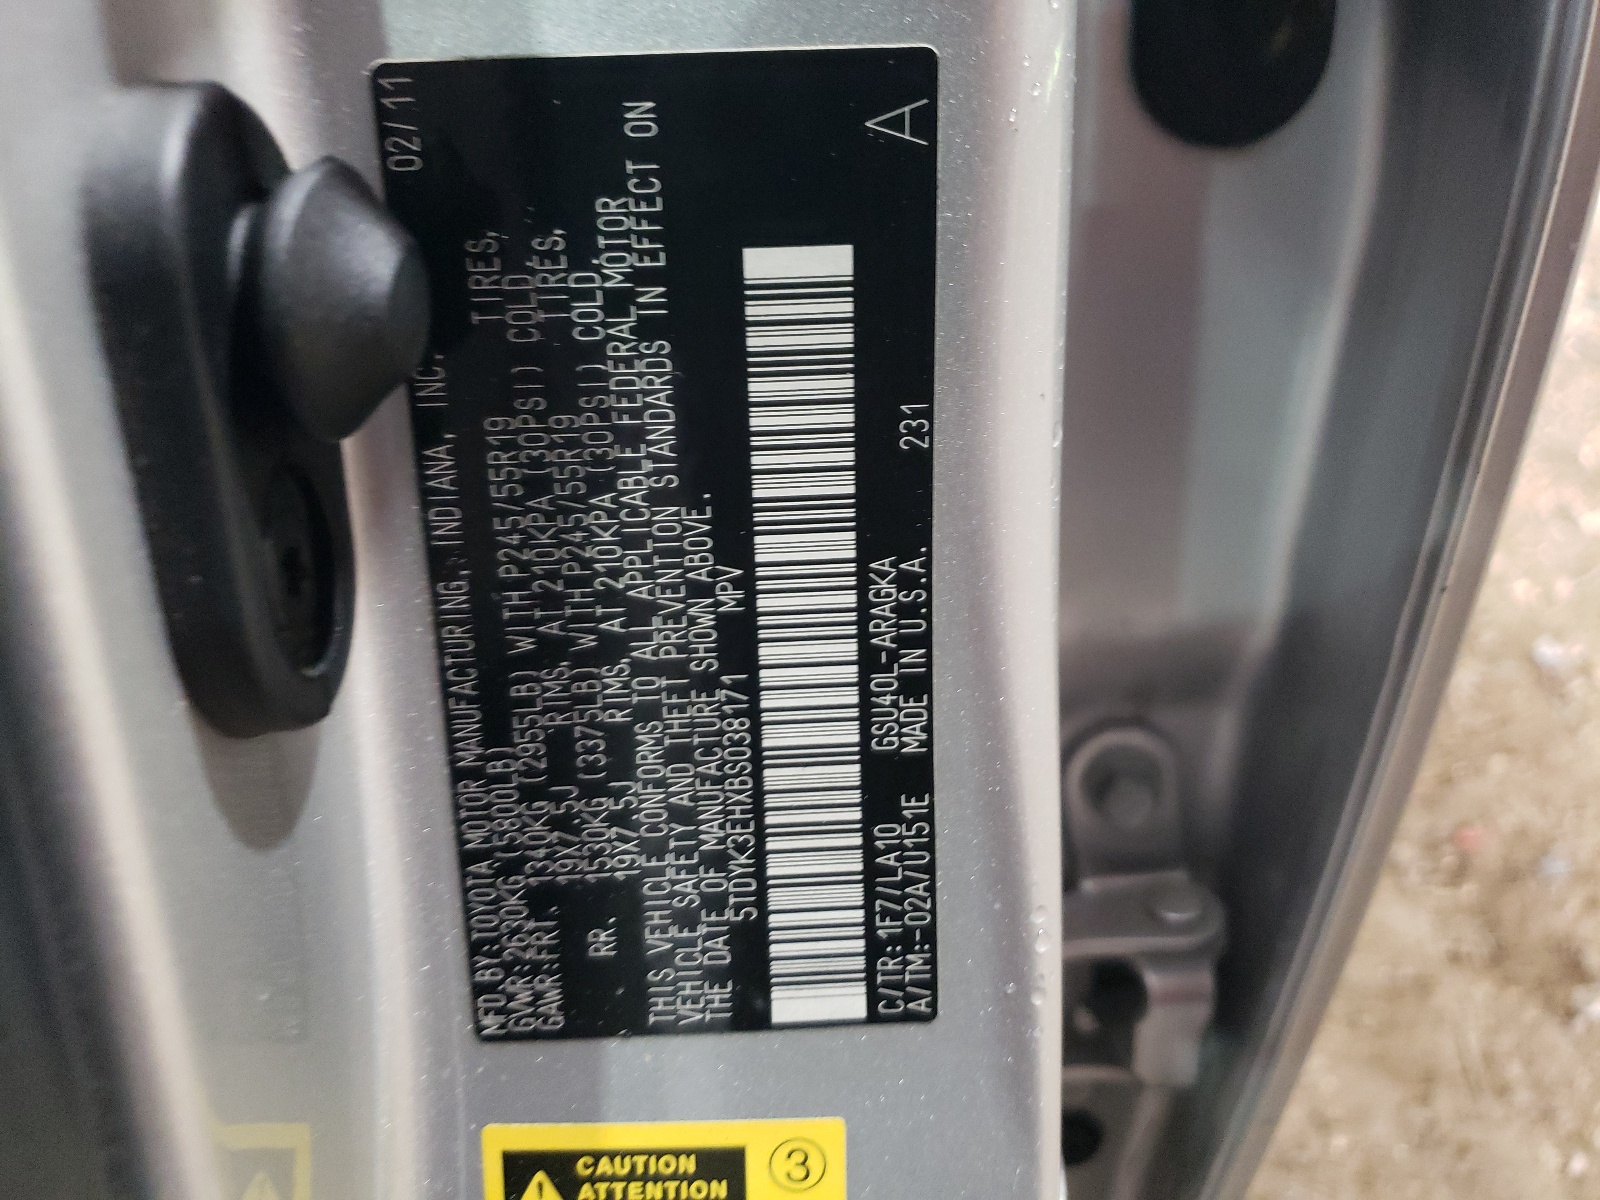 02/11
MFD BY: TOYOTA MOTOR MANUFACTURING, INDIANA, INC.
GVWR: 2630KG (5800LB)
GAWR: FRT. 1340KG (2955LB) WITH P245/55R19 TIRES,
19X7.5J RIMS, AT 210KPA (30PSI) COLD,
RR. 1530KG (3375LB) WITH P245/55R19 TIRES,
19X7.5J RIMS, AT 210KPA (30PSI) COLD
THIS VEHICLE CONFORMS TO ALL APPLICABLE FEDERAL MOTOR
VEHICLE SAFETY AND THEFT PREVENTION STANDARDS IN EFFECT ON
THE DATE OF MANUFACTURE SHOWN ABOVE.
5TDYK3EHXBS038171 MPV
C/TR: 1F7/LA10 GSU40L-ARAGKA
A/TM:-02A/U151E MADE IN U.S.A. 231
A
CAUTION
ATTENTION
3